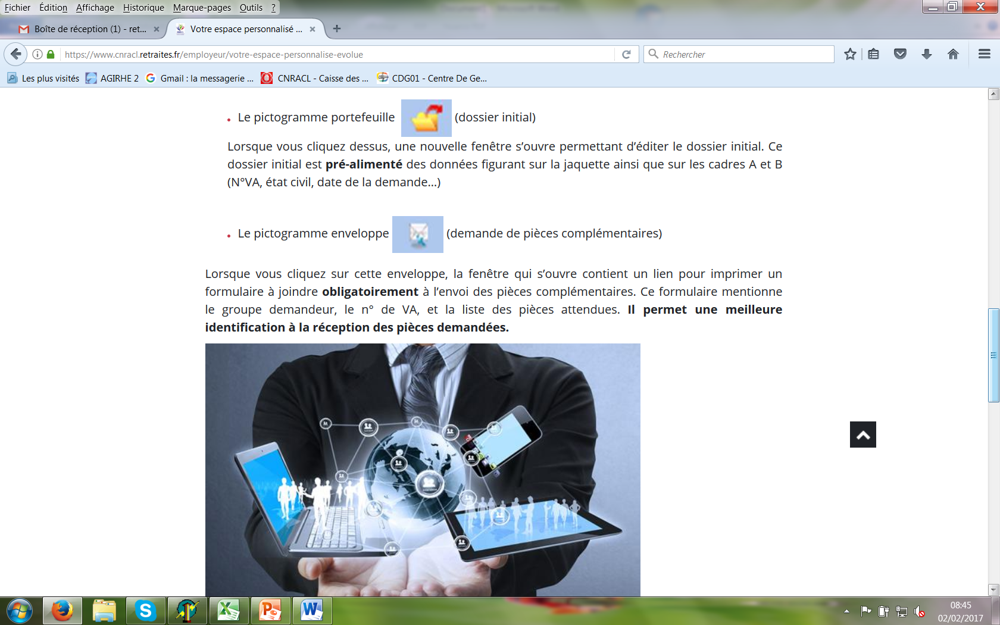 Fichier Édition Affichage Historique Marque-pages Outils ?
Boîte de réception (1) - ret... Votre espace personnalisé ...
https://www.cnracl.retraites.fr/employeur/votre-espace-personnalise-evolue Rechercher
Les plus visités AGIRHE 2 Gmail : la messagerie ... CNRACL - Caisse des ... CDG01 - Centre De Ge...
• Le pictogramme portefeuille (dossier initial)
Lorsque vous cliquez dessus, une nouvelle fenêtre s’ouvre permettant d’éditer le dossier initial. Ce
dossier initial est pré-alimenté des données figurant sur la jaquette ainsi que sur les cadres A et B
(N°VA, état civil, date de la demande…)
• Le pictogramme enveloppe (demande de pièces complémentaires)
Lorsque vous cliquez sur cette enveloppe, la fenêtre qui s’ouvre contient un lien pour imprimer un
formulaire à joindre obligatoirement à l’envoi des pièces complémentaires. Ce formulaire mentionne
le groupe demandeur, le n° de VA, et la liste des pièces attendues. Il permet une meilleure
identification à la réception des pièces demandées.
08:45
02/02/2017